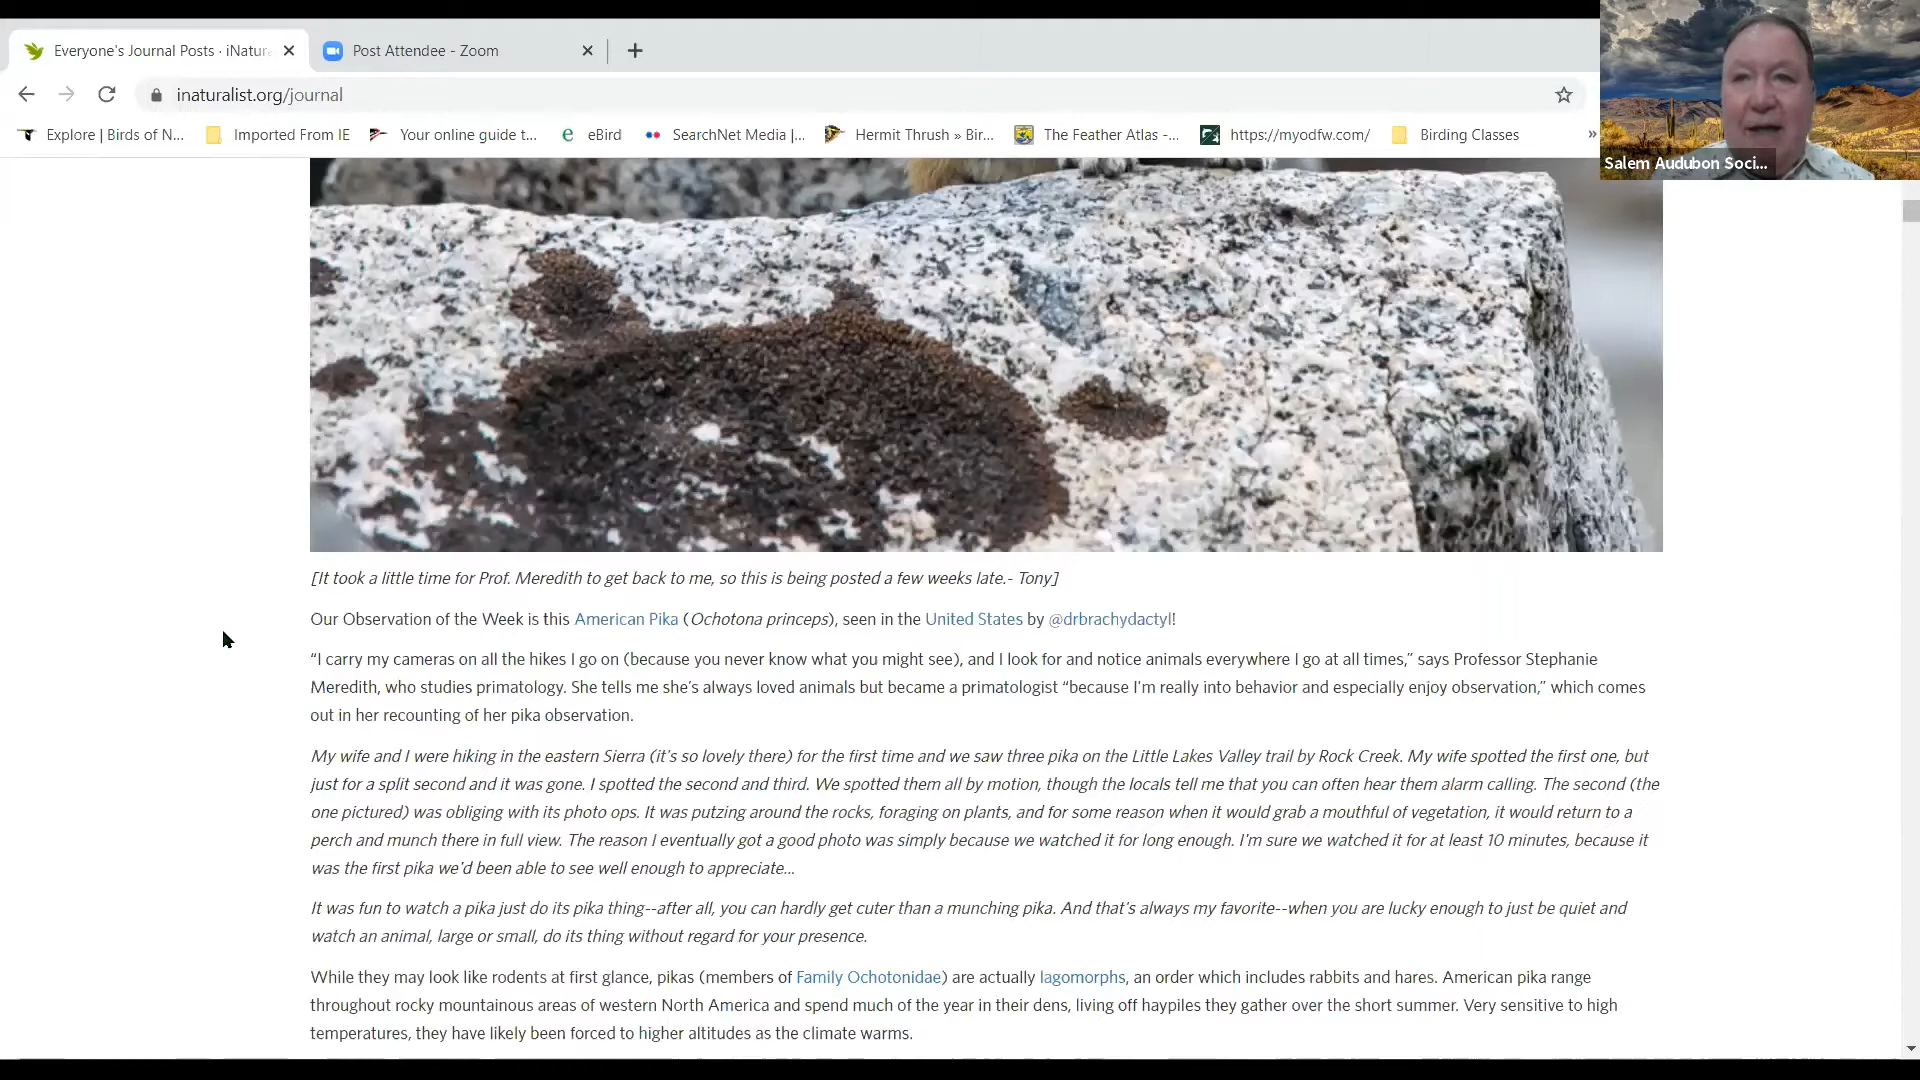 Everyone's Journal Posts · iNatur
Post Attendee - Zoom
inaturalist.org/journal
Explore | Birds of N...
Imported From IE
Your online guide t...
eBird
SearchNet Media |...
Hermit Thrush » Bir...
The Feather Atlas -...
https://myodfw.com/
Birding Classes
»
Salem Audubon Soci...
[It took a little time for Prof. Meredith to get back to me, so this is being posted a few weeks late.- Tony]
Our Observation of the Week is this American Pika (Ochotona princeps), seen in the United States by @drbrachydactyl!
“I carry my cameras on all the hikes I go on (because you never know what you might see), and I look for and notice animals everywhere I go at all times,” says Professor Stephanie
Meredith, who studies primatology. She tells me she’s always loved animals but became a primatologist “because I’m really into behavior and especially enjoy observation,” which comes
out in her recounting of her pika observation.
My wife and I were hiking in the eastern Sierra (it’s so lovely there) for the first time and we saw three pika on the Little Lakes Valley trail by Rock Creek. My wife spotted the first one, but
just for a split second and it was gone. I spotted the second and third. We spotted them all by motion, though the locals tell me that you can often hear them alarm calling. The second (the
one pictured) was obliging with its photo ops. It was putzing around the rocks, foraging on plants, and for some reason when it would grab a mouthful of vegetation, it would return to a
perch and munch there in full view. The reason I eventually got a good photo was simply because we watched it for long enough. I’m sure we watched it for at least 10 minutes, because it
was the first pika we’d been able to see well enough to appreciate...
It was fun to watch a pika just do its pika thing--after all, you can hardly get cuter than a munching pika. And that’s always my favorite--when you are lucky enough to just be quiet and
watch an animal, large or small, do its thing without regard for your presence.
While they may look like rodents at first glance, pikas (members of Family Ochotonidae) are actually lagomorphs, an order which includes rabbits and hares. American pika range
throughout rocky mountainous areas of western North America and spend much of the year in their dens, living off haypiles they gather over the short summer. Very sensitive to high
temperatures, they have likely been forced to higher altitudes as the climate warms.